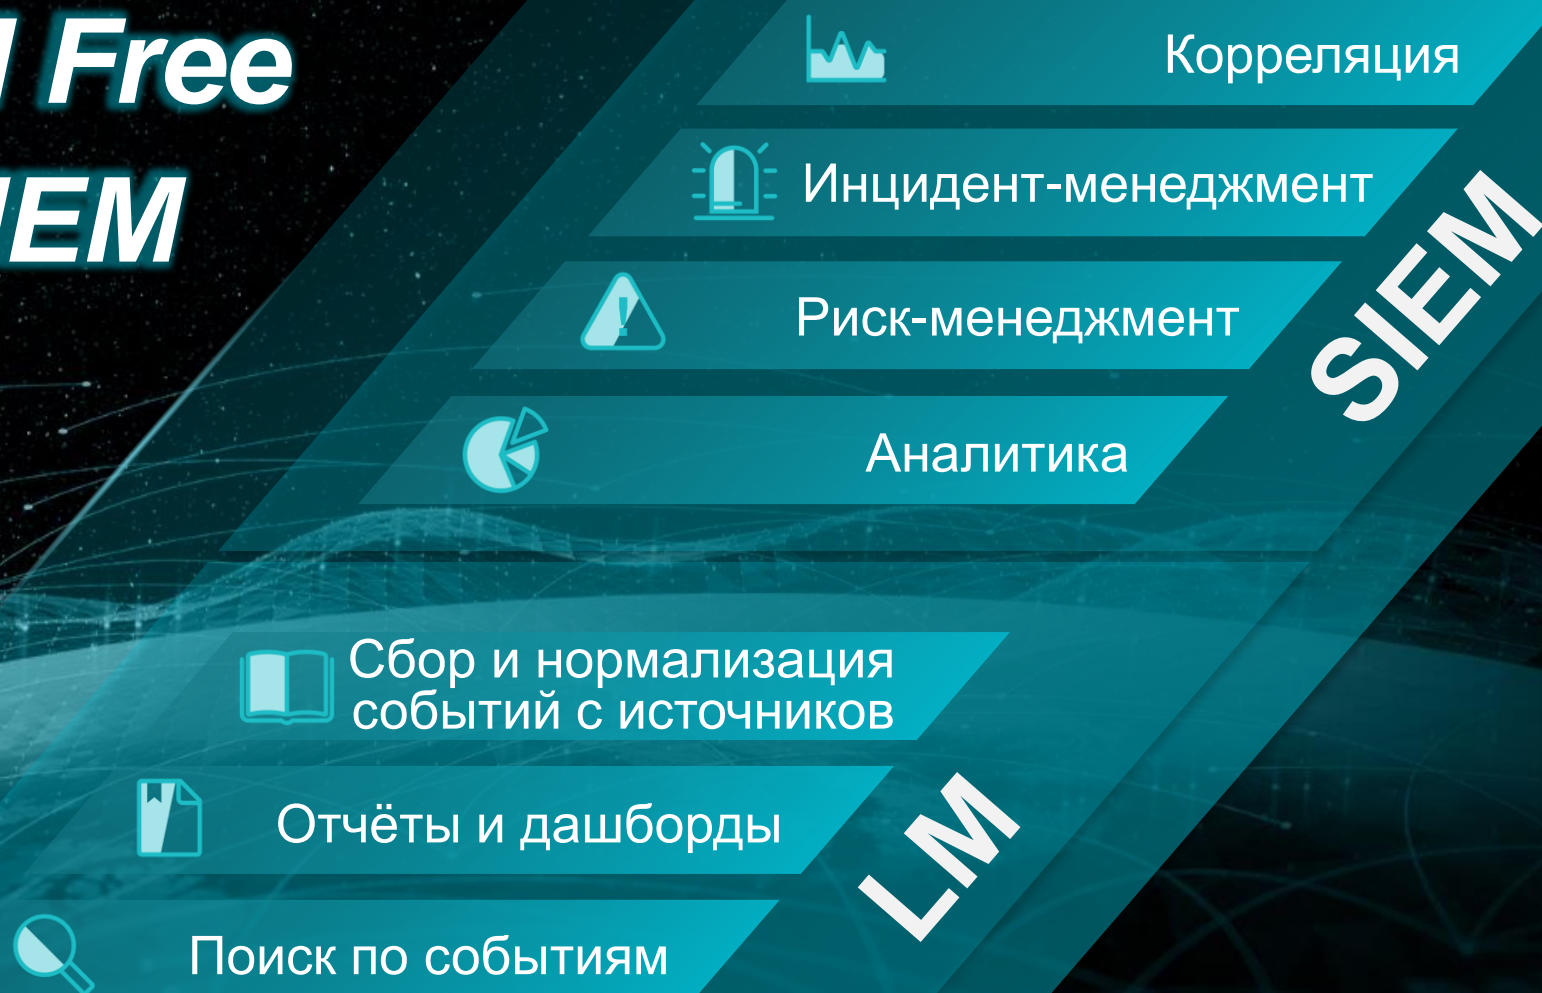 Free
Корреляция
Инцидент-менеджмент
SIEM
Риск-менеджмент
Аналитика
Сбор и нормализация
событий с источников
Отчёты и дашборды
LM
Поиск по событиям